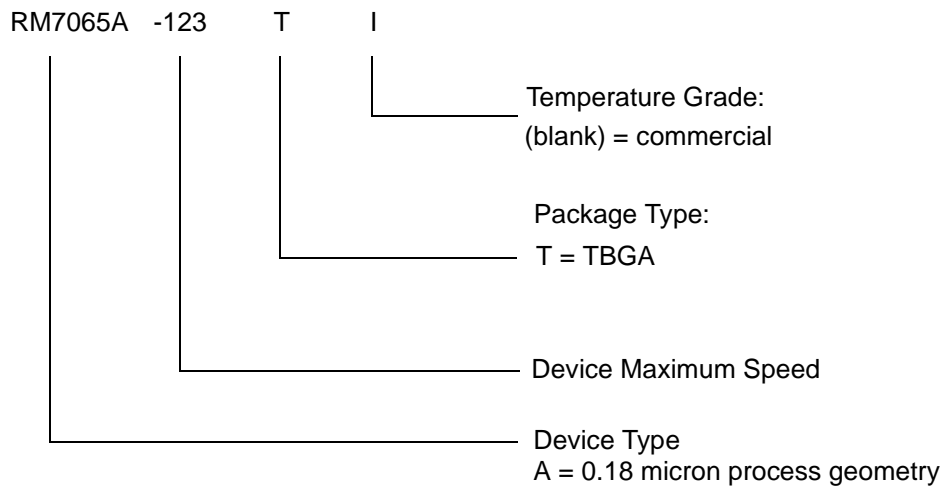 RM7065A -123 T I
Temperature Grade:
(blank) = commercial
Package Type:
T = TBGA
Device Maximum Speed
Device Type
A = 0.18 micron process geometry